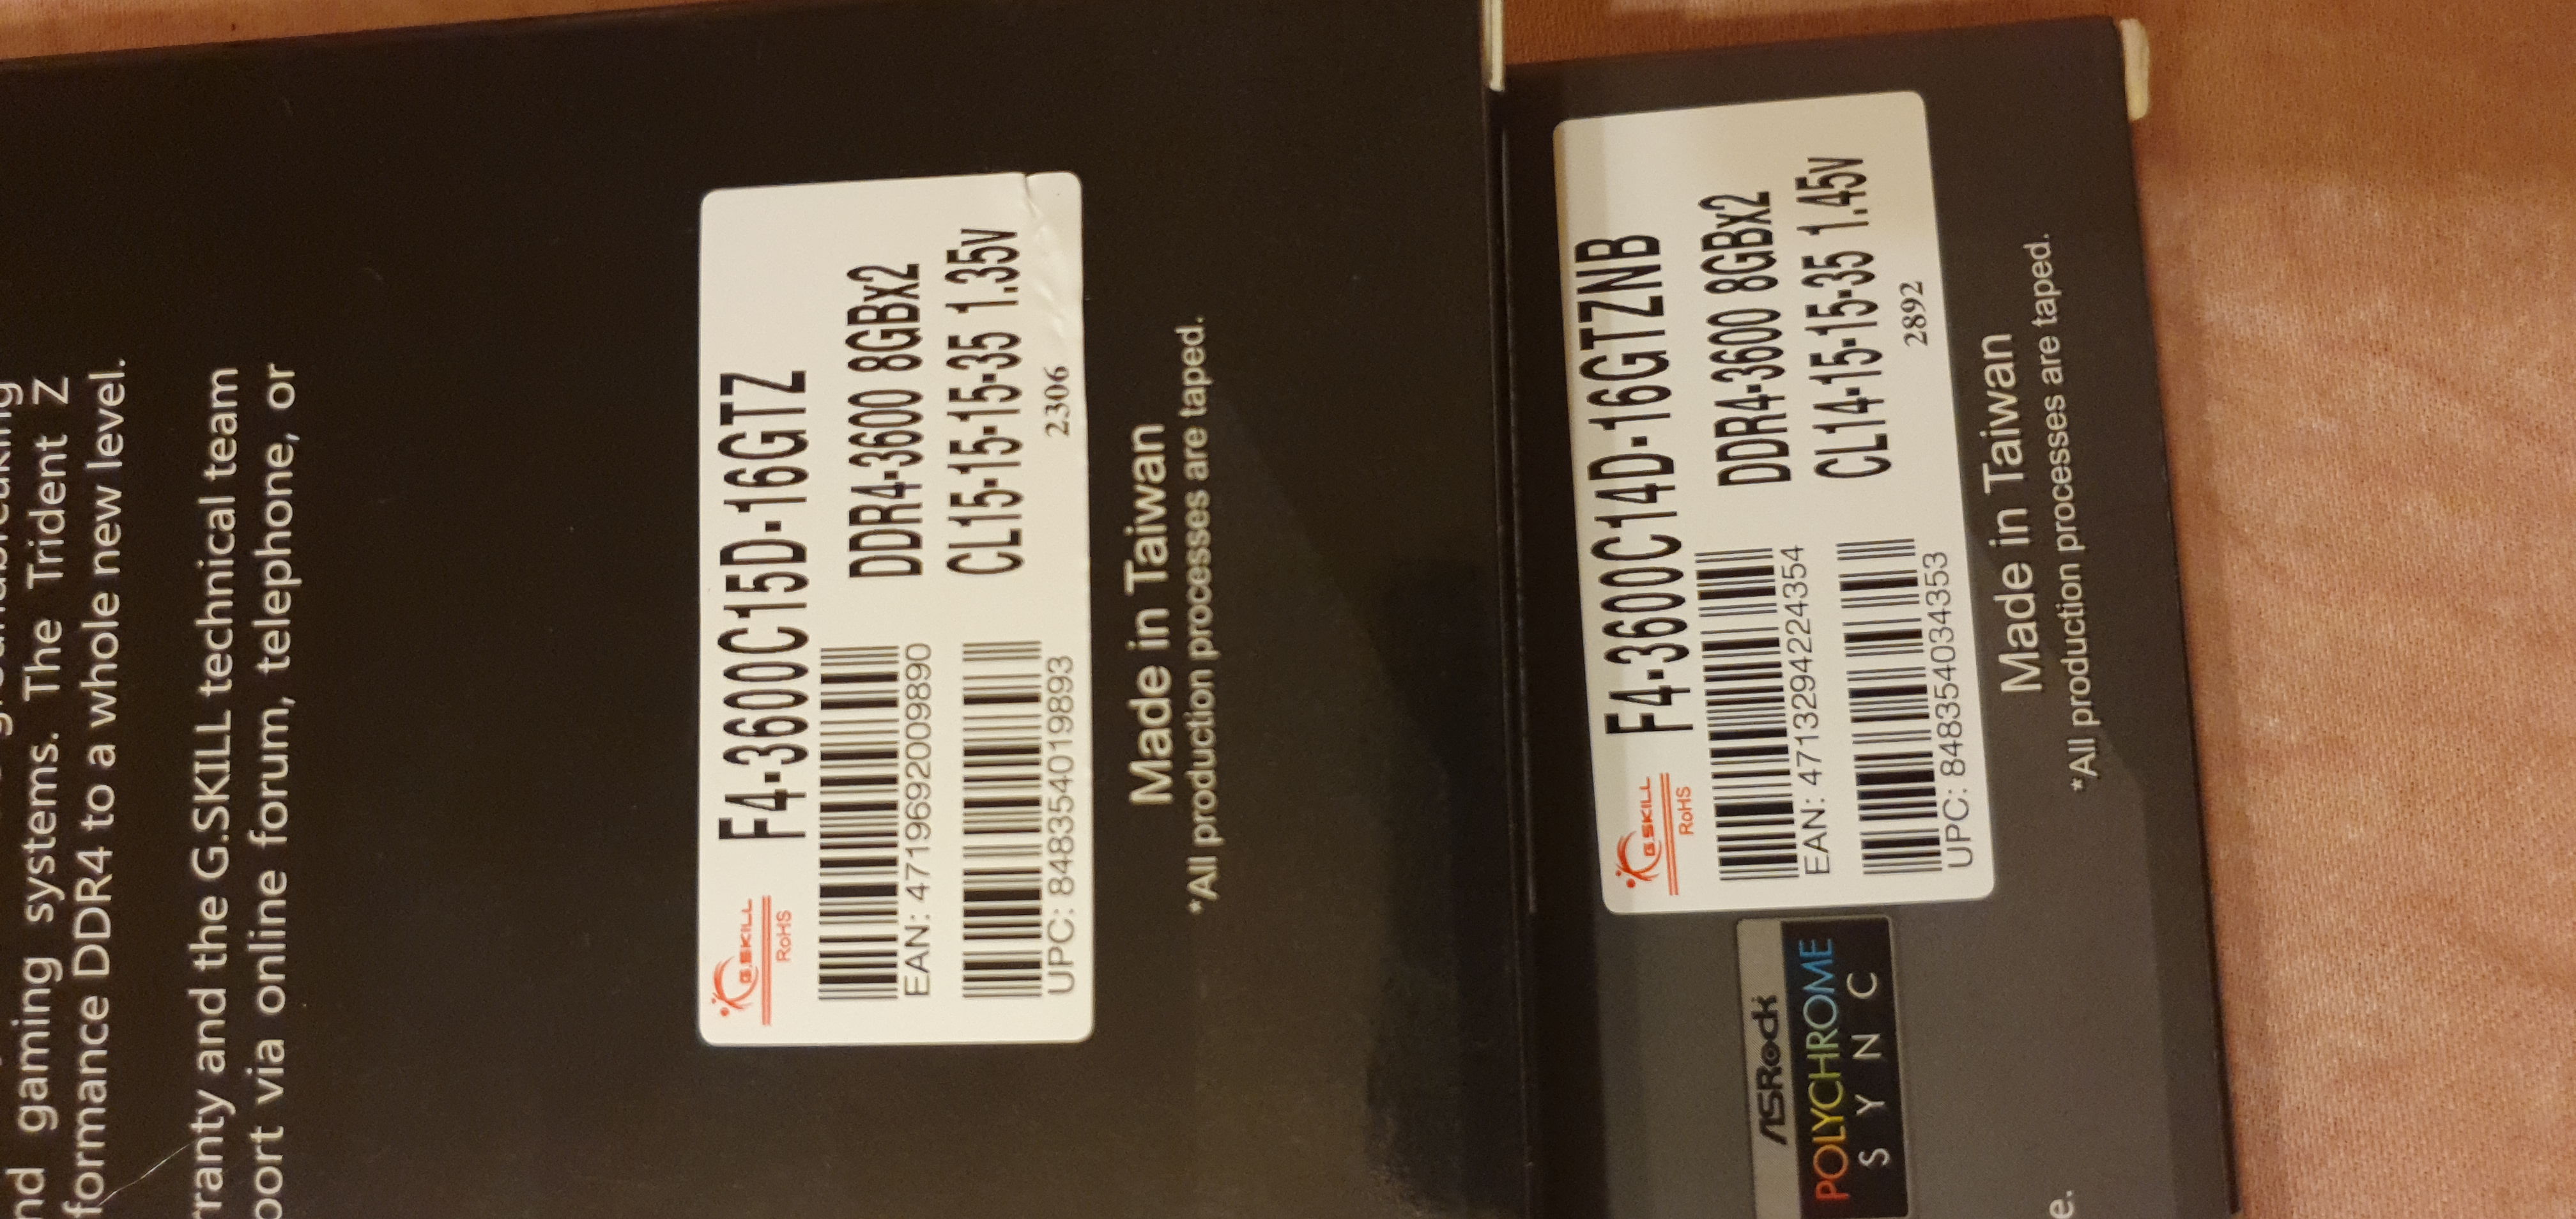 nd gaming systems. The Trident Z
formance DDR4 to a whole new level.
rranty and the G.SKILL technical team
port via online forum, telephone, or
G.SKILL
RoHS
F4-3600C15D-16GTZ
DDR4-3600 8GBx2
CL15-15-15-35 1.35v
2306
EAN: 4719692009890
UPC: 848354019893
Made in Taiwan
*All production processes are taped.
G.SKILL
RoHS
F4-3600C14D-16GTZNB
DDR4-3600 8GBx2
CL14-15-15-35 1.45v
2892
EAN: 4713294224354
UPC: 848354034353
Made in Taiwan
*All production processes are taped.
ASRock
POLYCHROME
SYNC
e.